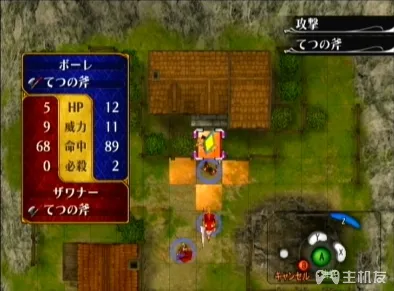 ボーレ
てつの斧
5 HP 12
9 威力 11
68 命中 89
0 必殺 2
ザワナー
てつの斧
攻撃
てつの斧
Z
Y
X
A
B
キャンセル
主机友